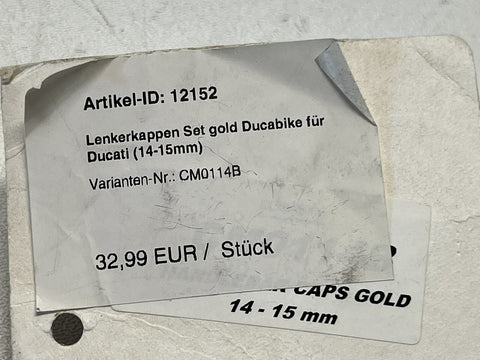 Artikel-ID: 12152
Lenkerkappen Set gold Ducabike für
Ducati (14-15mm)
Varianten-Nr.: CM0114B
32,99 EUR / Stück
CAPS GOLD
14 - 15 mm